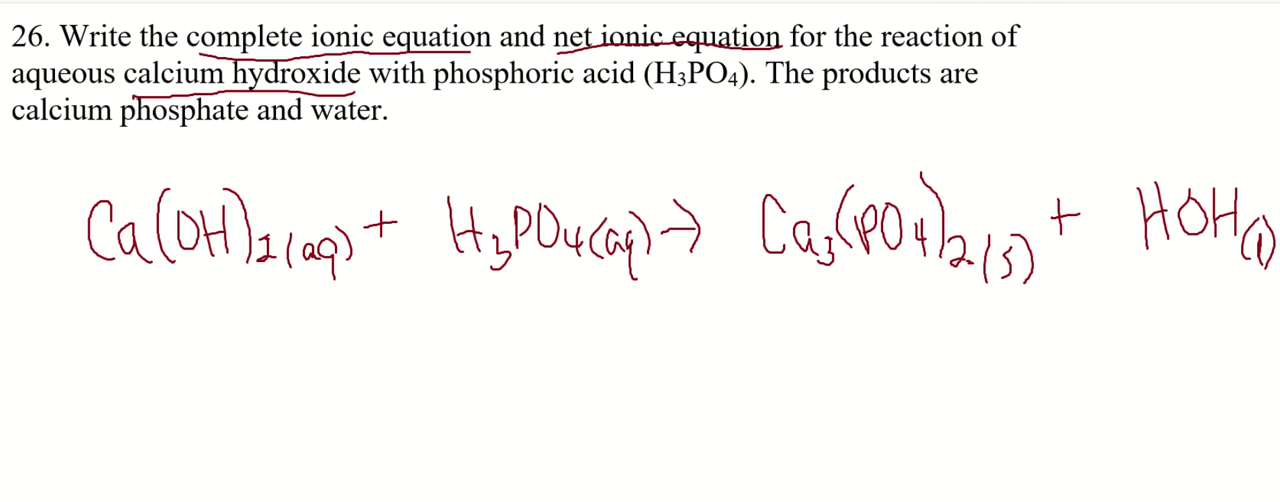 26. Write the complete ionic equation and net ionic equation for the reaction of
aqueous calcium hydroxide with phosphoric acid (H₃PO₄). The products are
calcium phosphate and water.
Ca(OH)₂(aq) + H₃PO₄(aq) → Ca₃(PO₄)₂(s) + HOH(l)